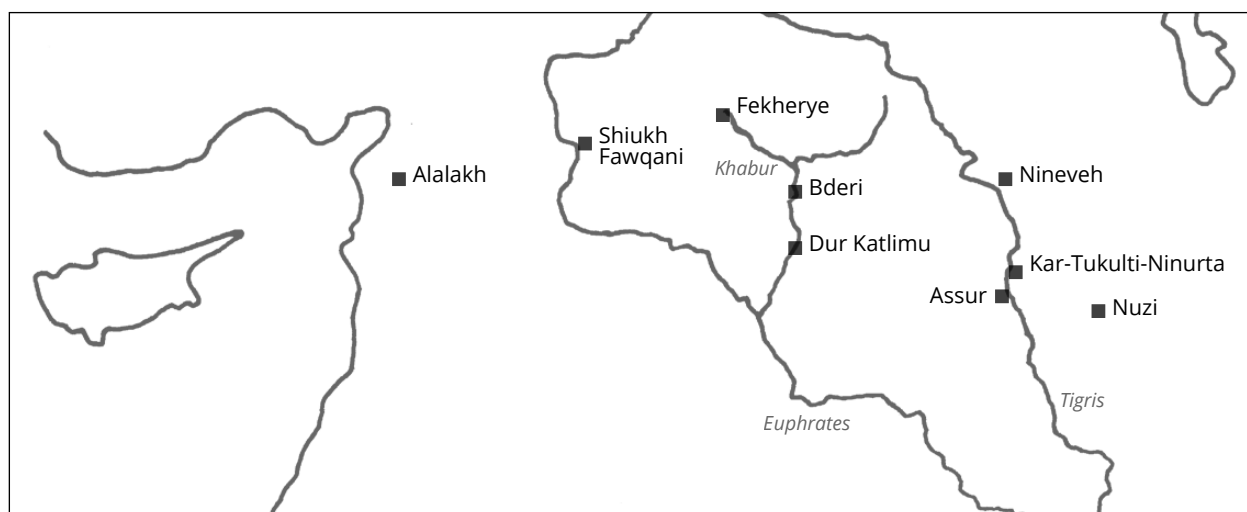 Fekherye
Shiukh
Fawqani
Khabur
Alalakh
Bderi
Nineveh
Dur Katlimu
Kar-Tukulti-Ninurta
Assur
Nuzi
Tigris
Euphrates